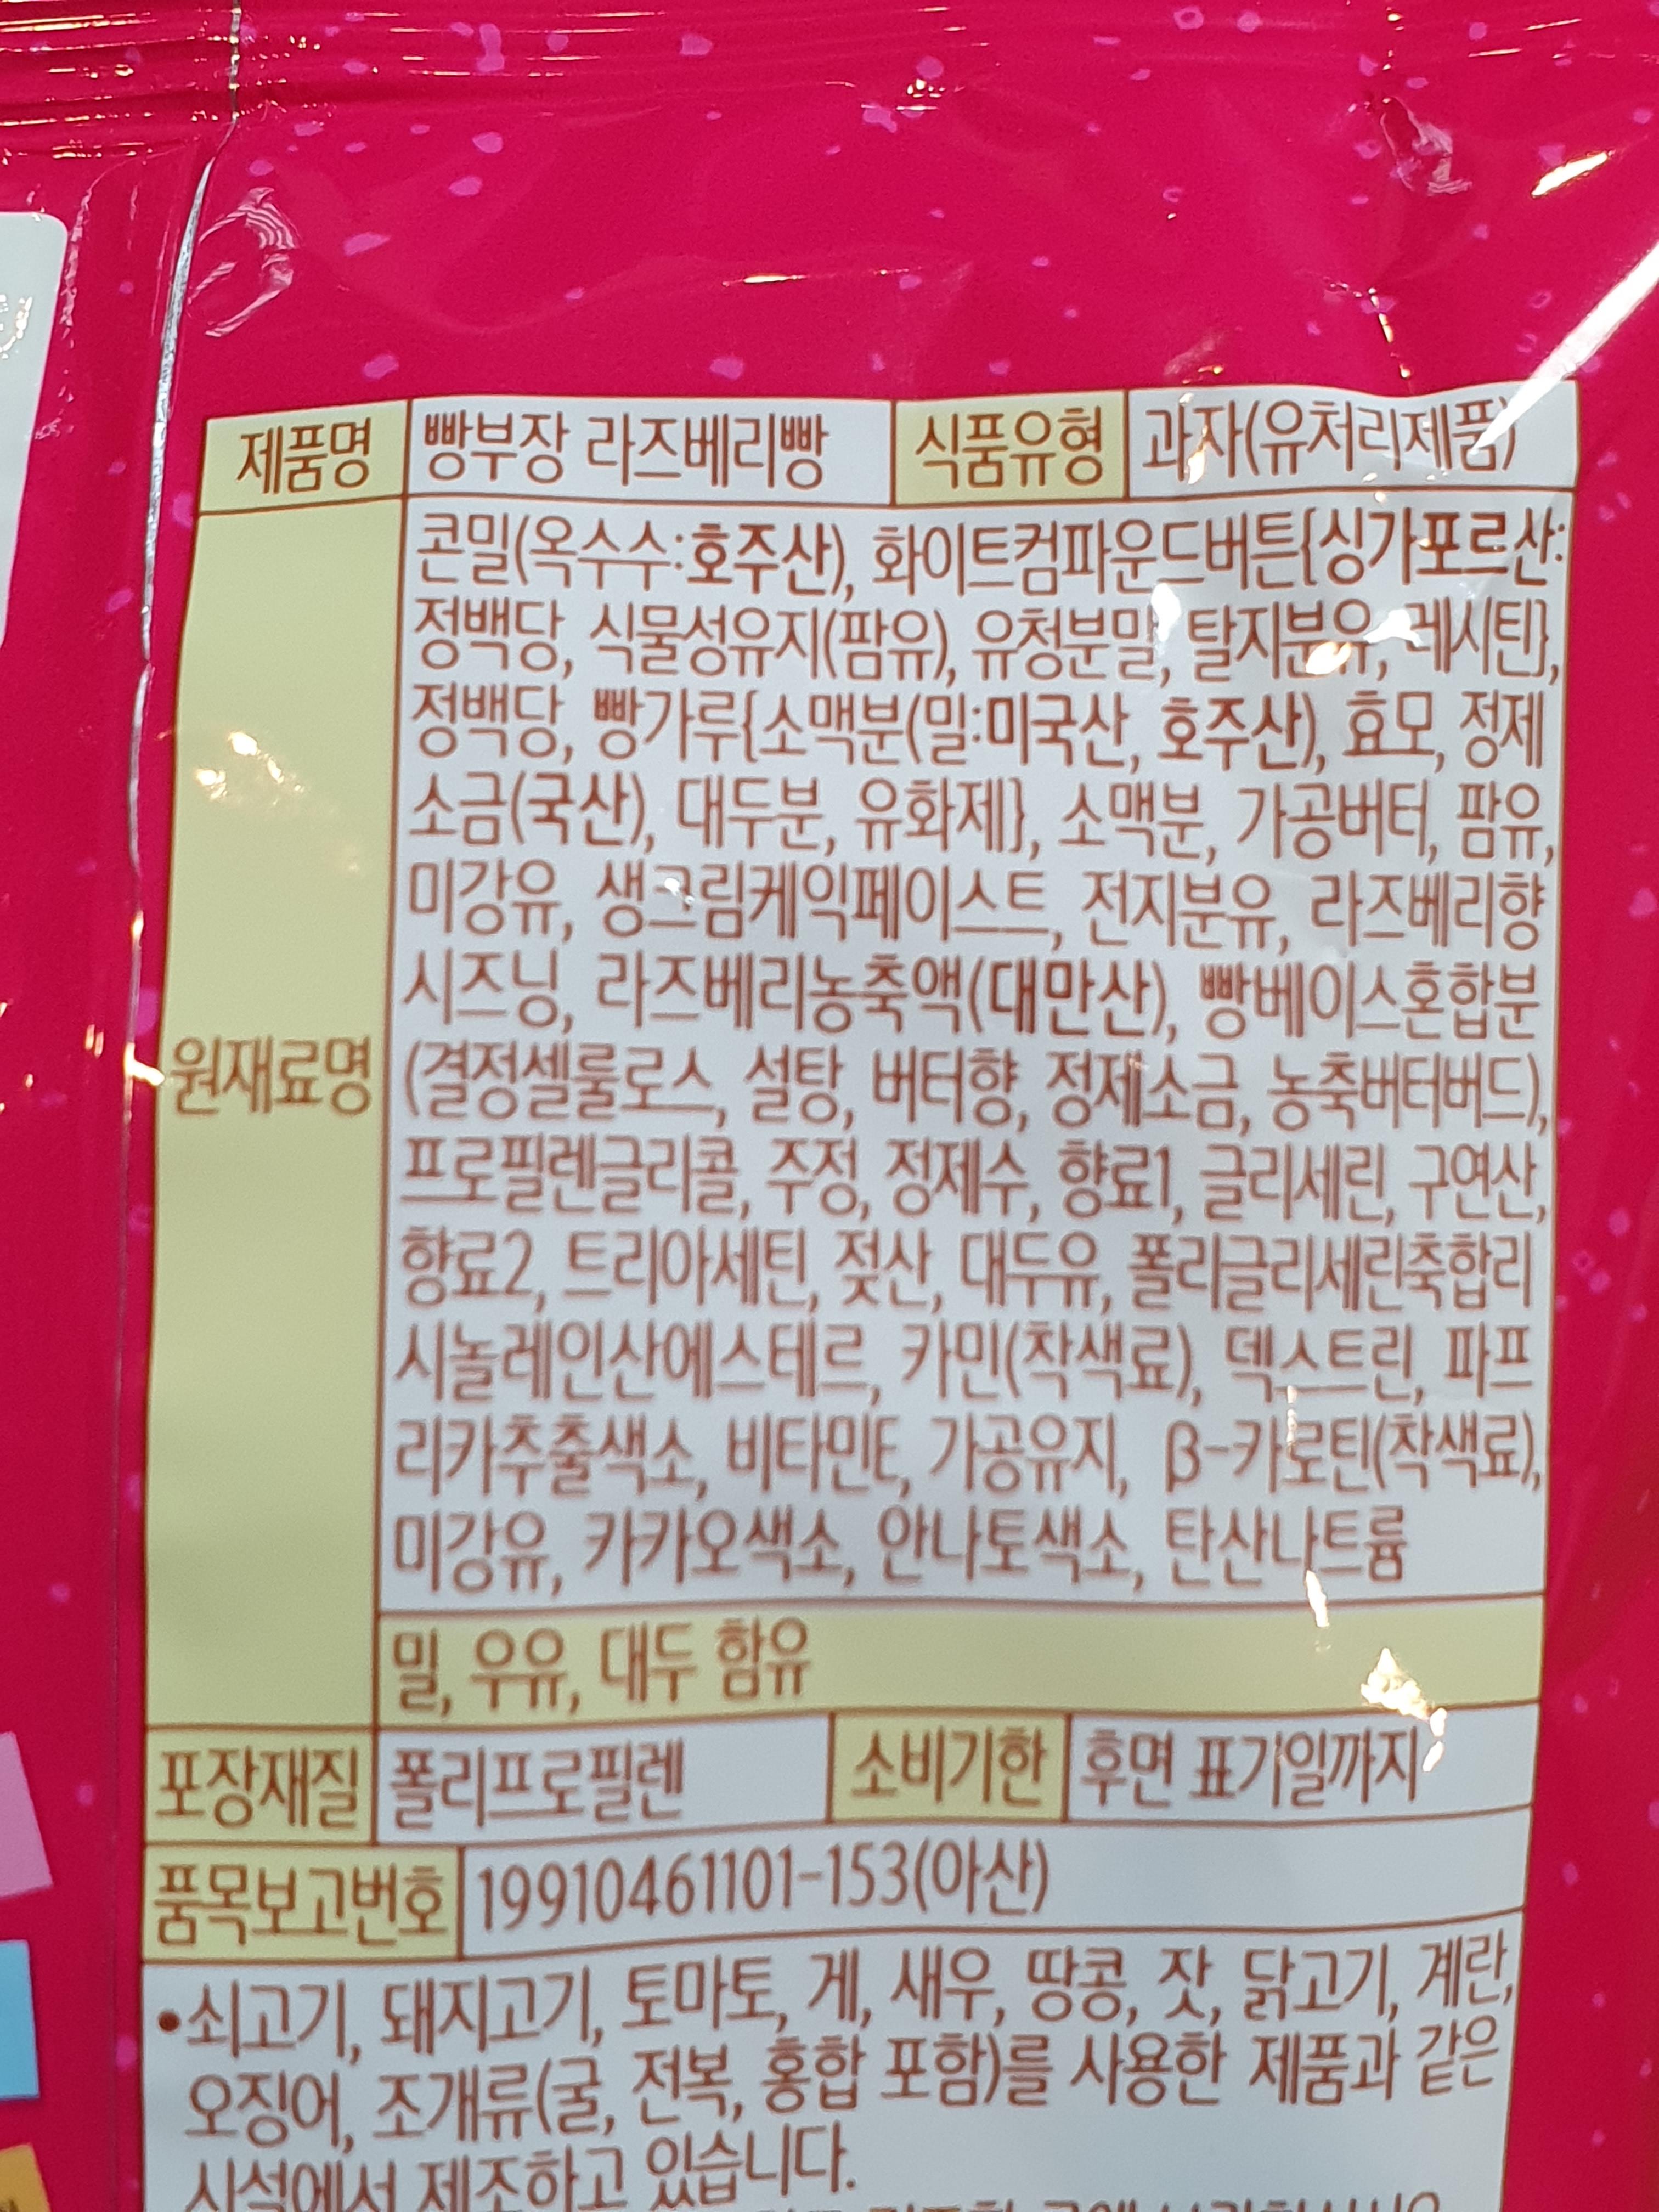 제품명 빵부장 라즈베리빵 식품유형 과자(유처리제품)
원재료명
콘밀(옥수수:호주산), 화이트컴파운드버튼{싱가포르산:
정백당, 식물성유지(팜유), 유청분말, 탈지분유, 레시틴},
정백당, 빵가루{소맥분(밀:미국산, 호주산), 효모, 정제
소금(국산), 대두분, 유화제}, 소맥분, 가공버터, 팜유,
미강유, 생크림케익페이스트, 전지분유, 라즈베리향
시즈닝, 라즈베리농축액(대만산), 빵베이스혼합분
(결정셀룰로스, 설탕, 버터향, 정제소금, 농축버터버드),
프로필렌글리콜, 주정, 정제수, 향료1, 글리세린, 구연산,
향료2, 트리아세틴, 젖산, 대두유, 폴리글리세린축합리
시놀레인산에스테르, 카민(착색료), 덱스트린, 파프
리카추출색소, 비타민E, 가공유지, β-카로틴(착색료),
미강유, 카카오색소, 안나토색소, 탄산나트륨
밀, 우유, 대두 함유
포장재질 폴리프로필렌 소비기한 후면 표기일까지
품목보고번호 19910461101-153(아산)
•쇠고기, 돼지고기, 토마토, 게, 새우, 땅콩, 잣, 닭고기, 계란,
오징어, 조개류(굴, 전복, 홍합 포함)를 사용한 제품과 같은
시설에서 제조하고 있습니다.